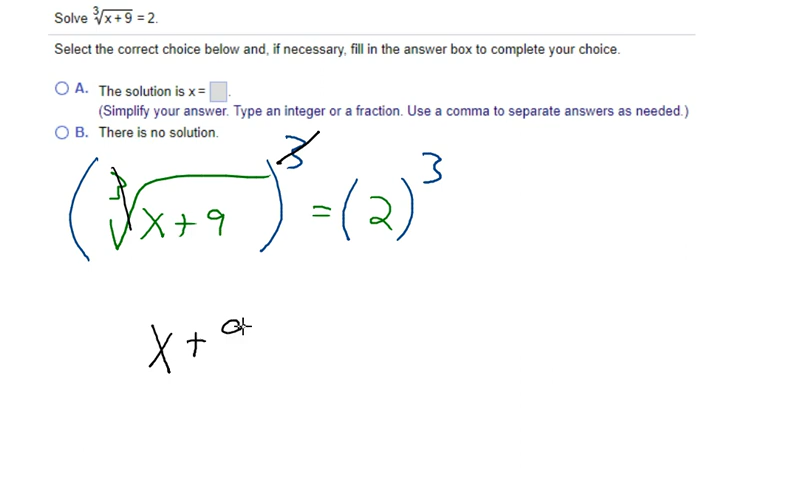 Solve ∛(x+9) = 2.
Select the correct choice below and, if necessary, fill in the answer box to complete your choice.
A. The solution is x = .
(Simplify your answer. Type an integer or a fraction. Use a comma to separate answers as needed.)
B. There is no solution.
(∛(x+9))³ = (2)³
x +